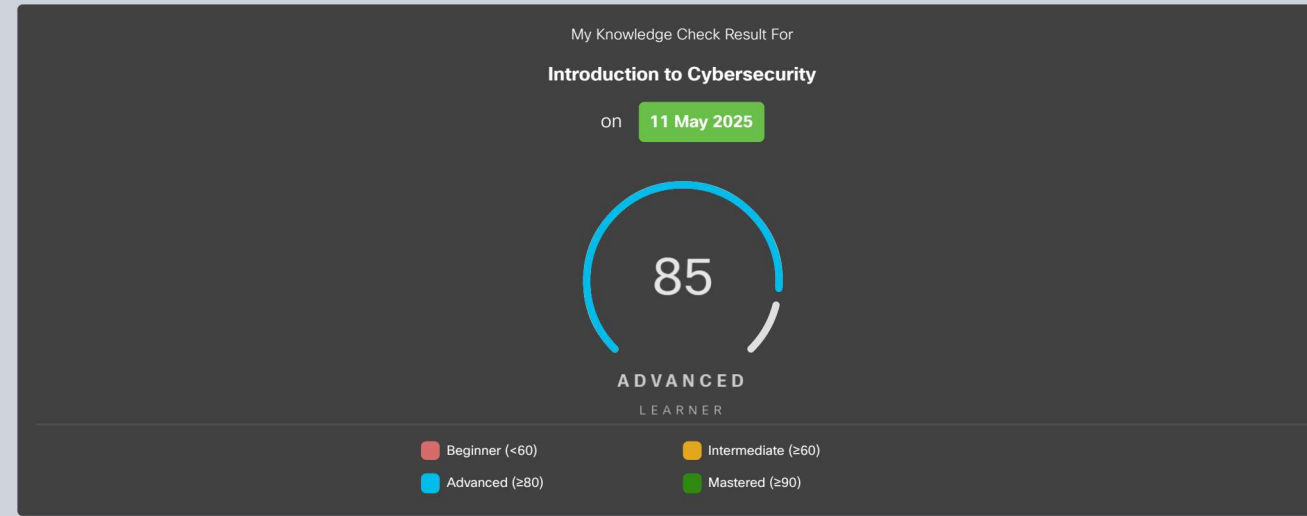 My Knowledge Check Result For
Introduction to Cybersecurity
on 11 May 2025
85
ADVANCED
LEARNER
Beginner (<60) Intermediate (≥60)
Advanced (≥80) Mastered (≥90)